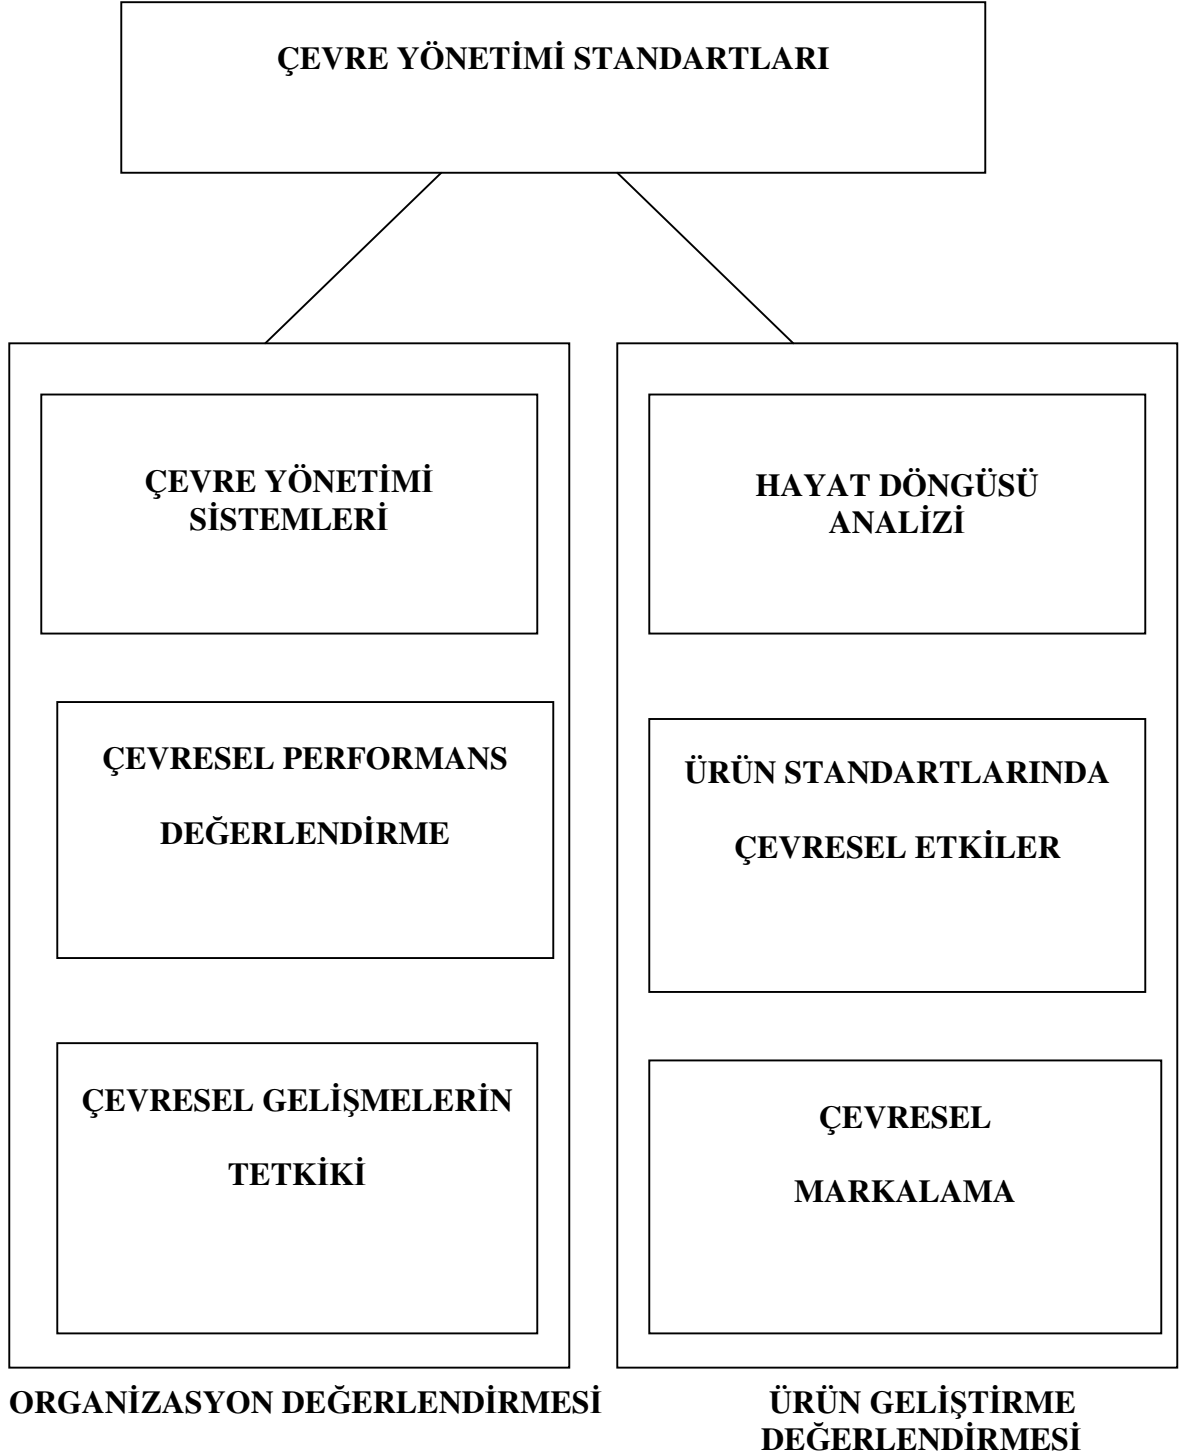 ÇEVRE YÖNETİMİ STANDARTLARI
ÇEVRE YÖNETİMİ
SİSTEMLERİ
ÇEVRESEL PERFORMANS
DEĞERLENDİRME
ÇEVRESEL GELİŞMELERİN
TETKİKİ
ORGANİZASYON DEĞERLENDİRMESİ
HAYAT DÖNGÜSÜ
ANALİZİ
ÜRÜN STANDARTLARINDA
ÇEVRESEL ETKİLER
ÇEVRESEL
MARKALAMA
ÜRÜN GELİŞTİRME
DEĞERLENDİRMESİ